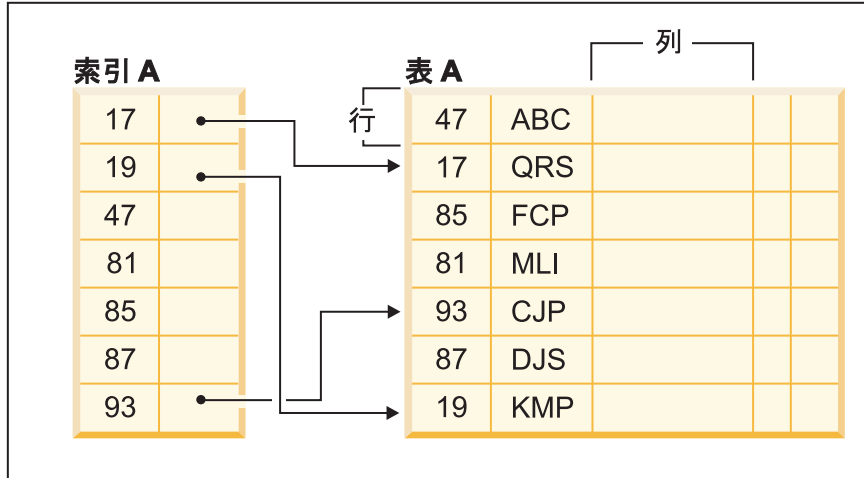 索引 A
17
19
47
81
85
87
93
表 A
列
行
47 ABC
17 QRS
85 FCP
81 MLI
93 CJP
87 DJS
19 KMP